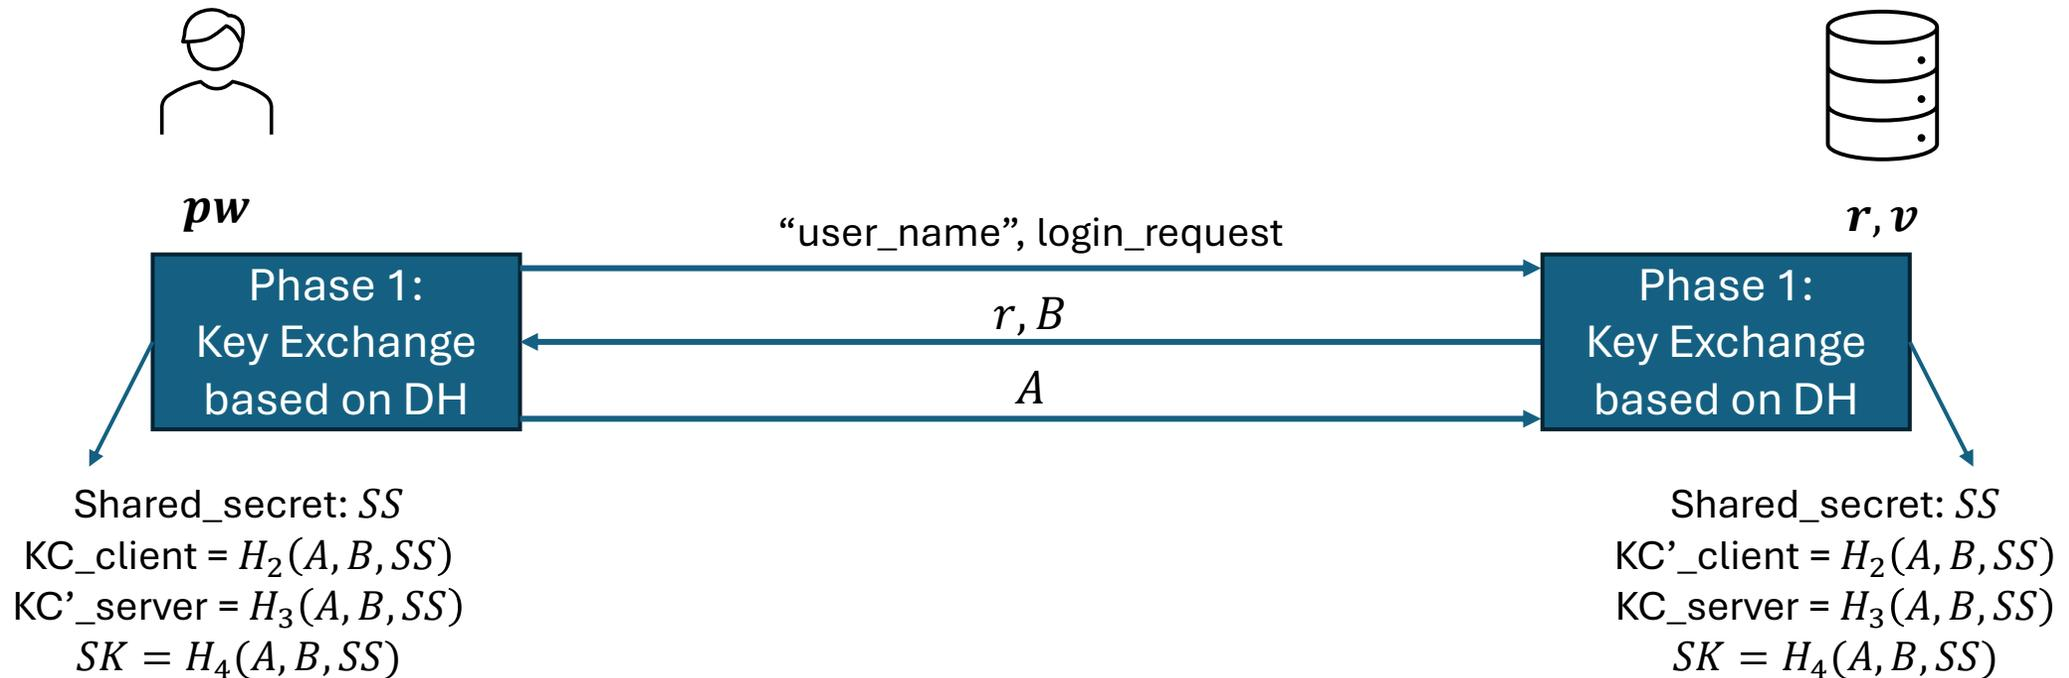 pw
r, v
“user_name”, login_request
Phase 1:
Key Exchange
based on DH
r, B
A
Phase 1:
Key Exchange
based on DH
Shared_secret: SS
KC_client = H₂(A, B, SS)
KC’_server = H₃(A, B, SS)
SK = H₄(A, B, SS)
Shared_secret: SS
KC’_client = H₂(A, B, SS)
KC_server = H₃(A, B, SS)
SK = H₄(A, B, SS)